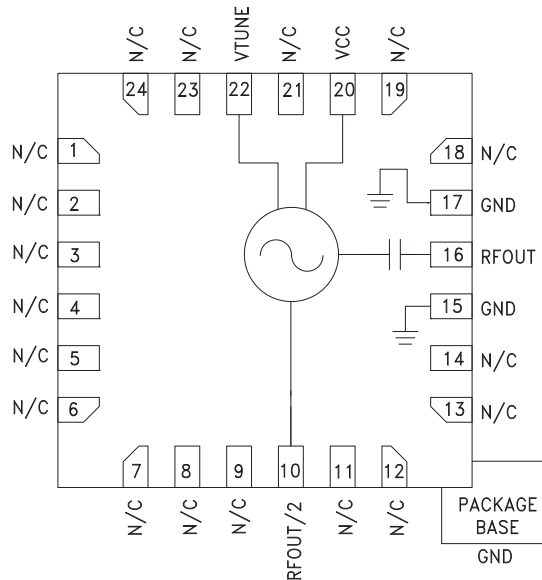 N/C
N/C
VTUNE
N/C
VCC
N/C
24
23
22
21
20
19
N/C 1
18 N/C
N/C 2
17 GND
N/C 3
16 RFOUT
N/C 4
15 GND
N/C 5
14 N/C
N/C 6
13 N/C
7
8
9
10
11
12
N/C
N/C
N/C
RFOUT/2
N/C
N/C
PACKAGE
BASE
GND